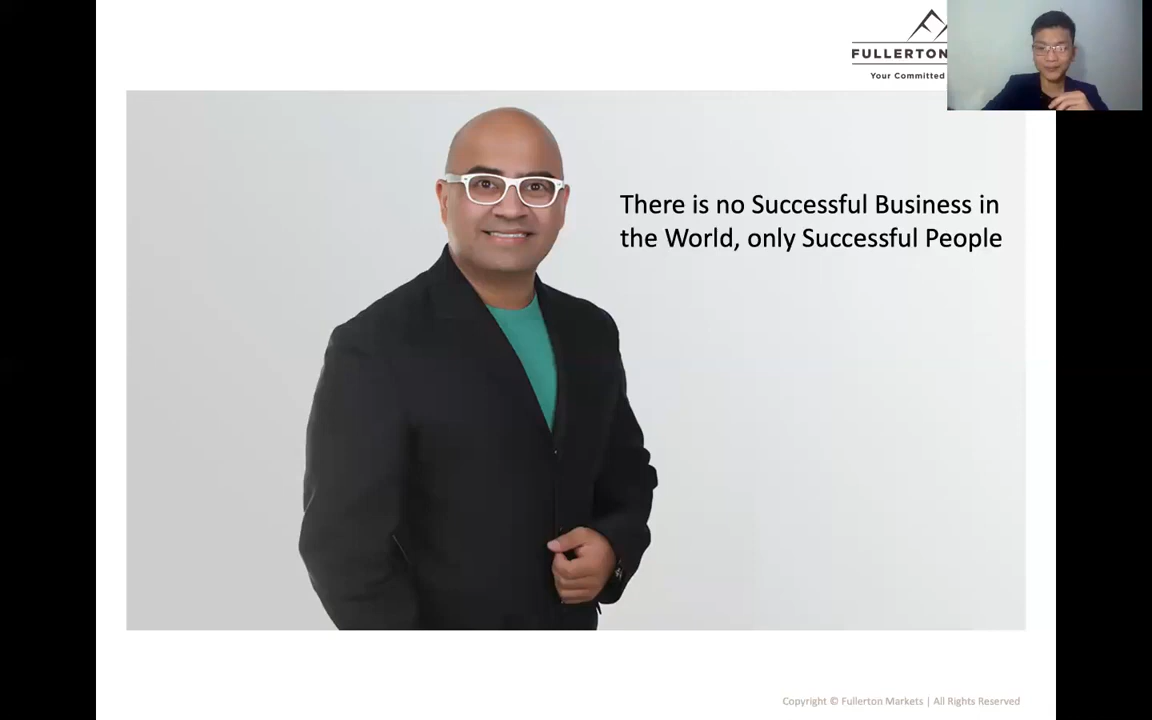 FULLERTON
Your Committed
There is no Successful Business in
the World, only Successful People
Copyright © Fullerton Markets | All Rights Reserved